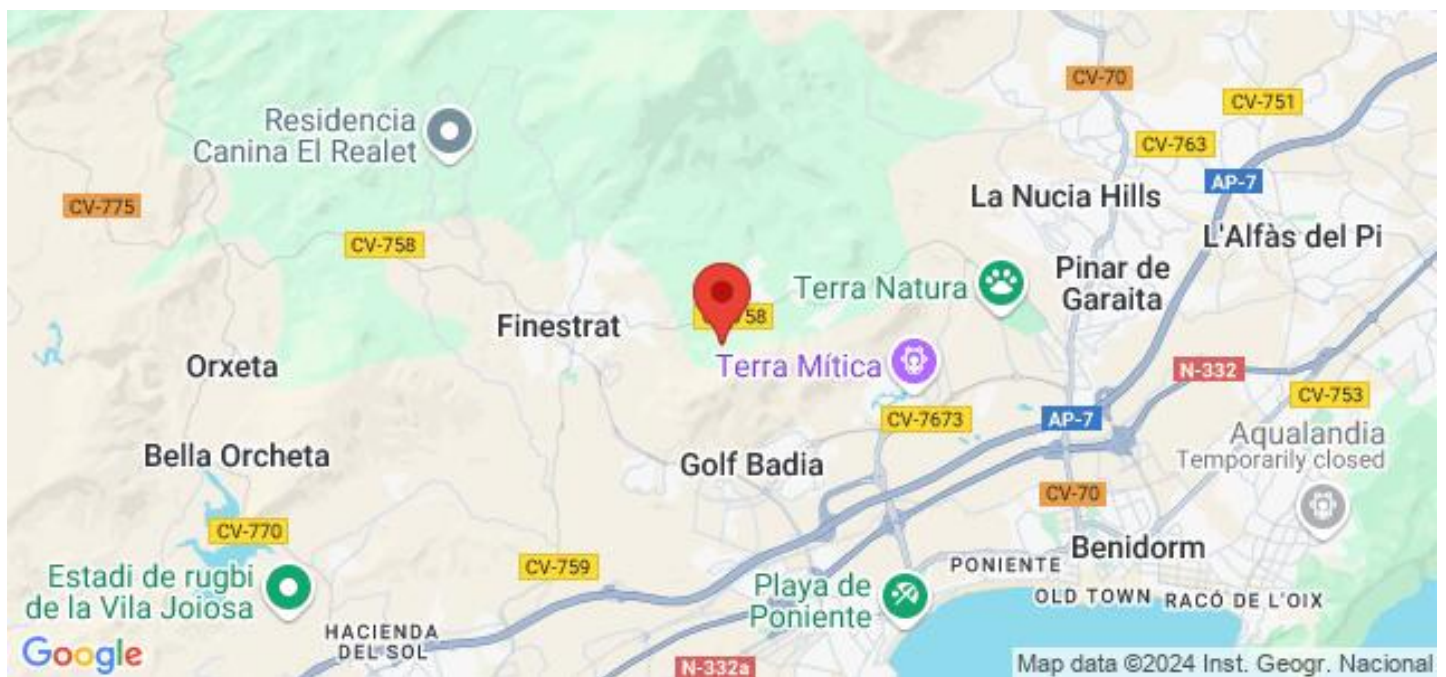 CV-70
CV-751
Residencia
Canina El Realet
CV-763
AP-7
La Nucia Hills
CV-775
L'Alfàs del Pi
CV-758
Pinar de
Garaita
Terra Natura
58
Finestrat
Orxeta
Terra Mítica
N-332
CV-753
CV-7673
AP-7
Aqualandia
Temporarily closed
Bella Orcheta
Golf Badia
CV-70
CV-770
Benidorm
PONIENTE
CV-759
Estadi de rugbi
de la Vila Joiosa
Playa de
Poniente
OLD TOWN
RACÓ DE L'OIX
HACIENDA
DEL SOL
Google
N-332a
Map data ©2024 Inst. Geogr. Nacional